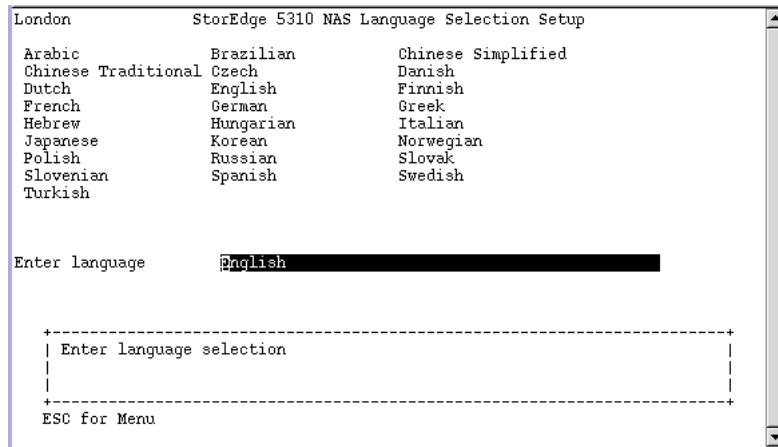 London StorEdge 5310 NAS Language Selection Setup
Arabic Brazilian Chinese Simplified
Chinese Traditional Czech Danish
Dutch English Finnish
French German Greek
Hebrew Hungarian Italian
Japanese Korean Norwegian
Polish Russian Slovak
Slovenian Spanish Swedish
Turkish
Enter language English
Enter language selection
ESC for Menu